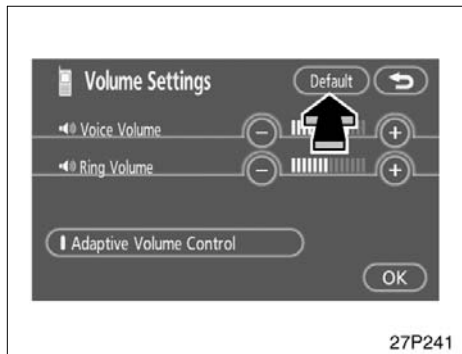 Volume Settings
Default
Voice Volume
− +
Ring Volume
− +
Adaptive Volume Control
OK
27P241